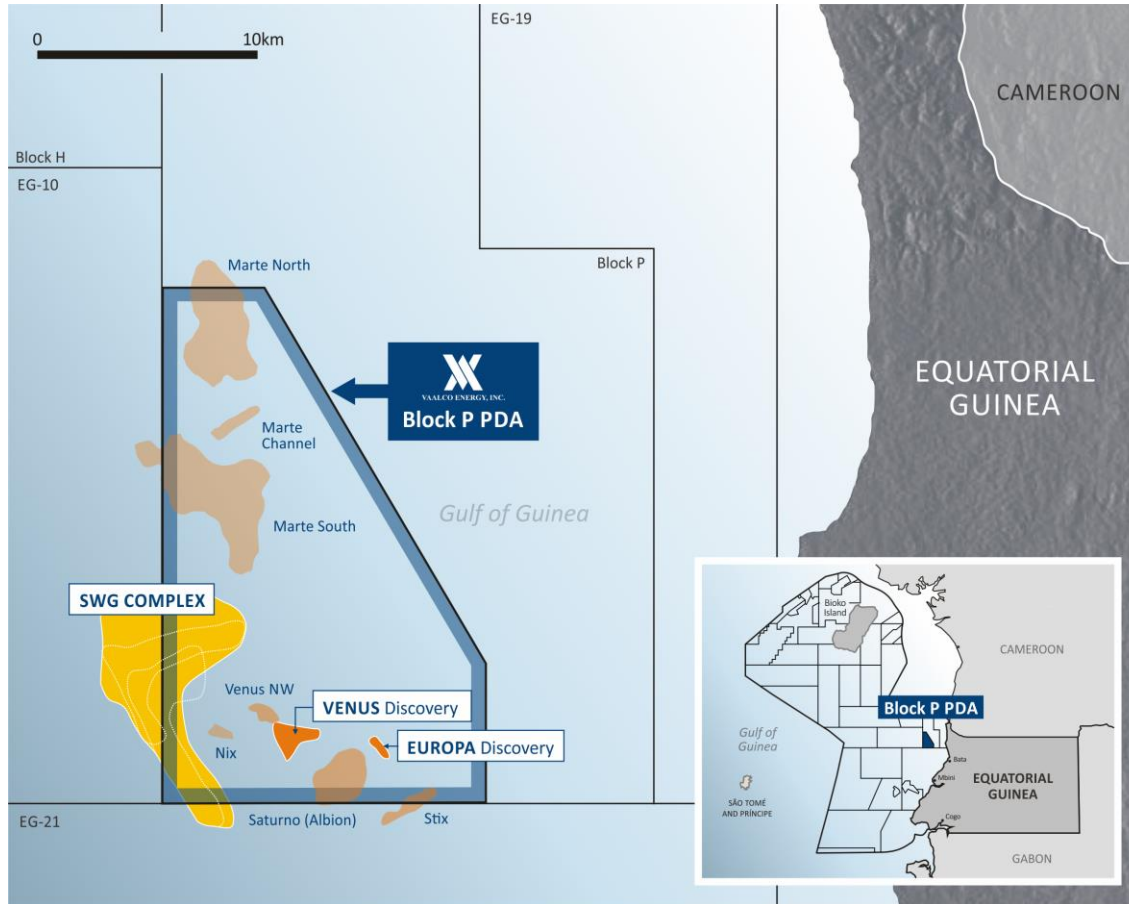 EG-19
0
10km
CAMEROON
Block H
EG-10
Marte North
Block P
VAALCO ENERGY, INC.
Block P PDA
EQUATORIAL
GUINEA
Marte
Channel
Gulf of Guinea
Marte South
SWG COMPLEX
Venus NW
VENUS Discovery
EUROPA Discovery
Nix
EG-21
Saturno (Albion)
Stix
Bioko
Island
CAMEROON
Block P PDA
Gulf of
Guinea
Bata
Mbini
EQUATORIAL
GUINEA
SÃO TOMÉ
AND PRÍNCIPE
Cogo
GABON